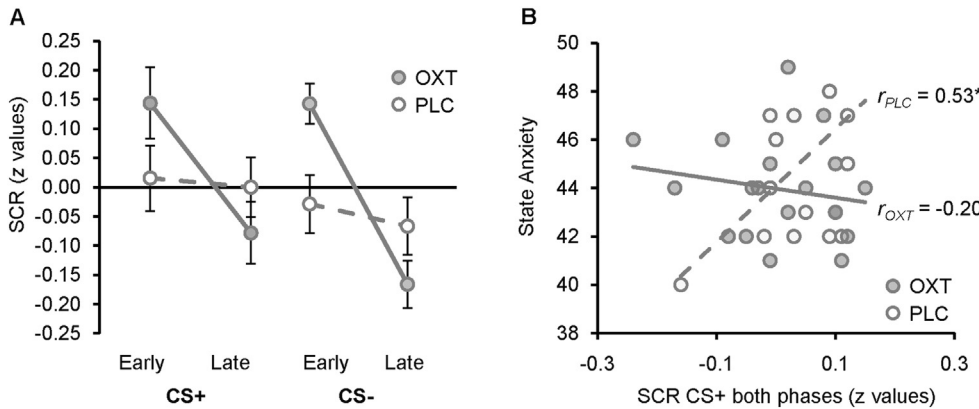 A
SCR (z values)
0.25
0.20
0.15
0.10
0.05
0.00
-0.05
-0.10
-0.15
-0.20
-0.25
OXT
PLC
Early Late Early Late
CS+ CS-
B
State Anxiety
50
48
46
44
42
40
38
rPLC = 0.53*
rOXT = -0.20
OXT
PLC
-0.3 -0.1 0.1 0.3
SCR CS+ both phases (z values)